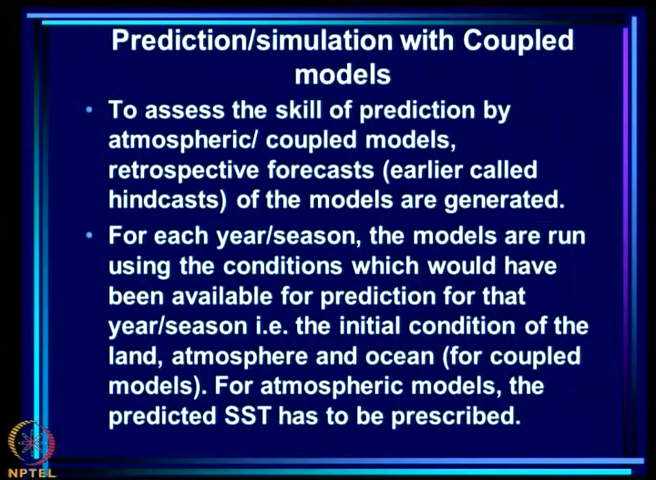 Prediction/simulation with Coupled
models
• To assess the skill of prediction by
atmospheric/ coupled models,
retrospective forecasts (earlier called
hindcasts) of the models are generated.
• For each year/season, the models are run
using the conditions which would have
been available for prediction for that
year/season i.e. the initial condition of the
land, atmosphere and ocean (for coupled
models). For atmospheric models, the
predicted SST has to be prescribed.
NPTEL